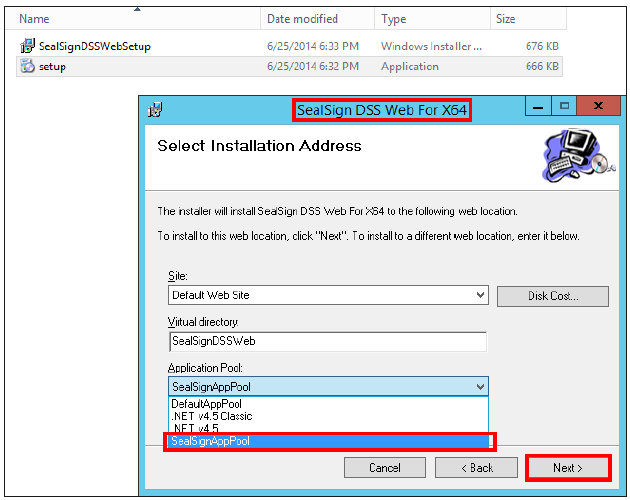 Name Date modified Type Size
SealSignDSSWebSetup 6/25/2014 6:33 PM Windows Installer ... 676 KB
setup 6/25/2014 6:32 PM Application 666 KB
SealSign DSS Web For X64
Select Installation Address
The installer will install SealSign DSS Web For X64 to the following web location.
To install to this web location, click "Next". To install to a different web location, enter it below.
Site:
Default Web Site
Disk Cost...
Virtual directory:
SealSignDSSWeb
Application Pool:
SealSignAppPool
DefaultAppPool
.NET v4.5 Classic
.NET v4.5
SealSignAppPool
Cancel < Back Next >